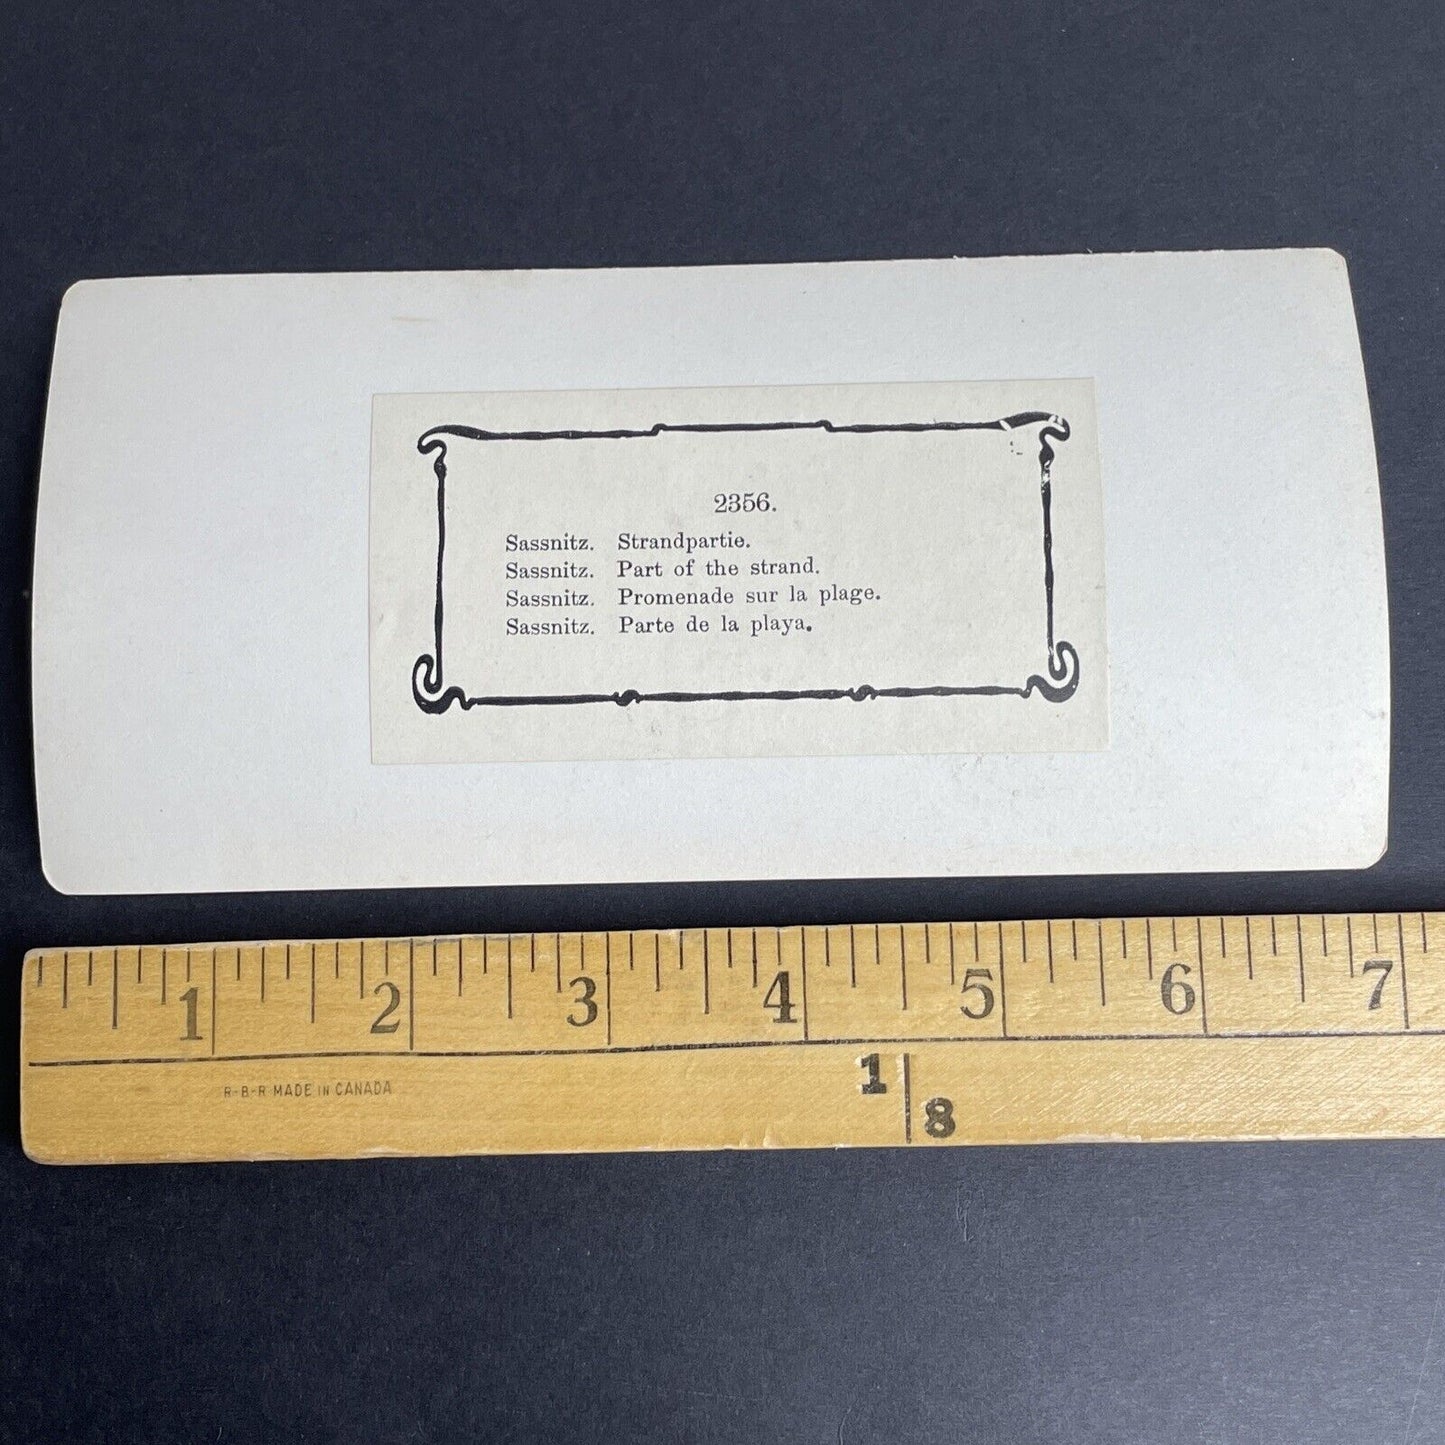 2356.
Sassnitz. Strandpartie.
Sassnitz. Part of the strand.
Sassnitz. Promenade sur la plage.
Sassnitz. Parte de la playa.
1 2 3 4 5 6 7
R-B-R MADE IN CANADA
1
8